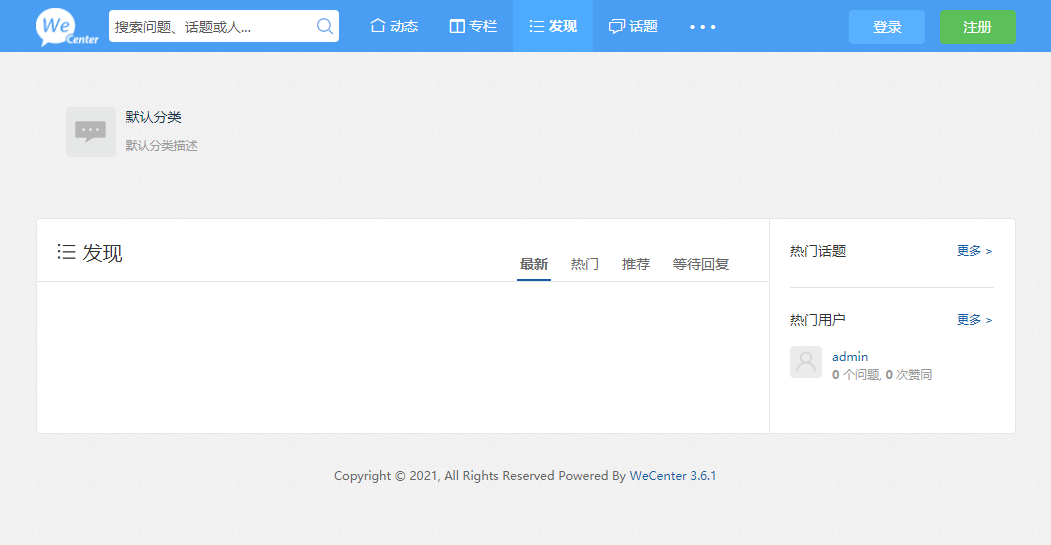 WeCenter 搜索问题、话题或人... 动态 专栏 发现 话题 ••• 登录 注册
默认分类
默认分类描述
发现
最新 热门 推荐 等待回复
热门话题 更多 >
热门用户 更多 >
admin
0 个问题, 0 次赞同
Copyright © 2021, All Rights Reserved Powered By WeCenter 3.6.1